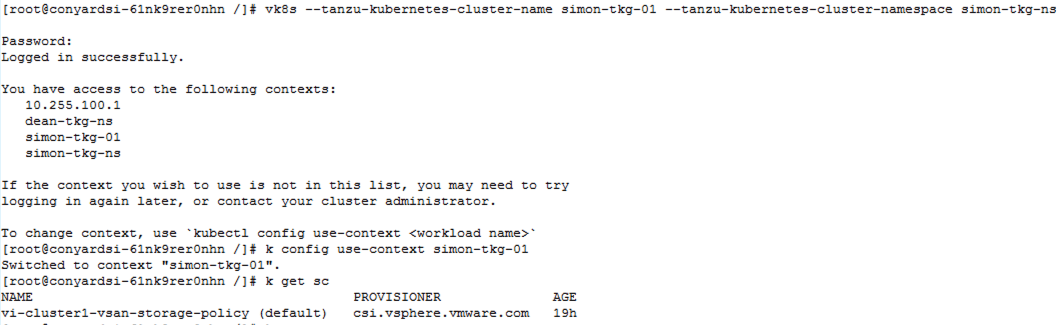 [root@conyardsi-61nk9rer0nhn /]# vk8s --tanzu-kubernetes-cluster-name simon-tkg-01 --tanzu-kubernetes-cluster-namespace simon-tkg-ns
Password:
Logged in successfully.
You have access to the following contexts:
10.255.100.1
dean-tkg-ns
simon-tkg-01
simon-tkg-ns
If the context you wish to use is not in this list, you may need to try
logging in again later, or contact your cluster administrator.
To change context, use `kubectl config use-context <workload name>`
[root@conyardsi-61nk9rer0nhn /]# k config use-context simon-tkg-01
Switched to context "simon-tkg-01".
[root@conyardsi-61nk9rer0nhn /]# k get sc
NAME PROVISIONER AGE
vi-cluster1-vsan-storage-policy (default) csi.vsphere.vmware.com 19h